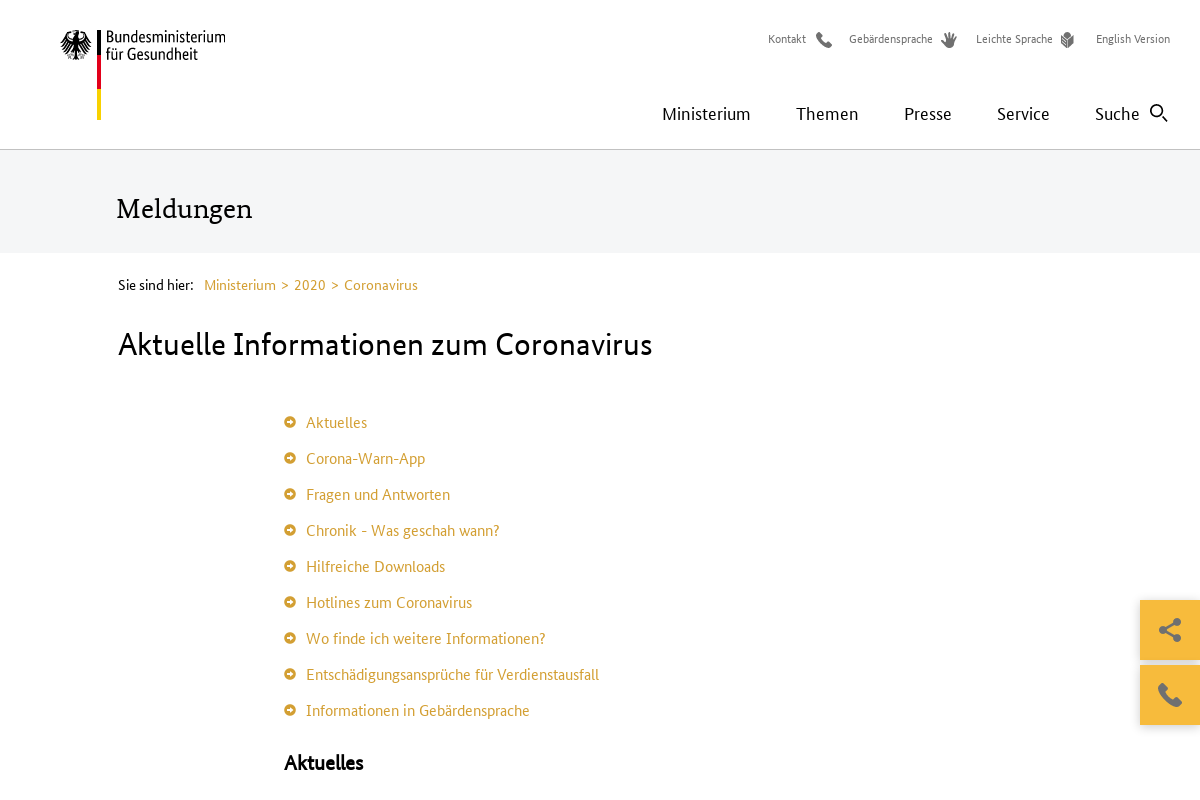 Bundesministerium
für Gesundheit
Kontakt Gebärdensprache Leichte Sprache English Version
Ministerium Themen Presse Service Suche
Meldungen
Sie sind hier: Ministerium > 2020 > Coronavirus
Aktuelle Informationen zum Coronavirus
Aktuelles
Corona-Warn-App
Fragen und Antworten
Chronik - Was geschah wann?
Hilfreiche Downloads
Hotlines zum Coronavirus
Wo finde ich weitere Informationen?
Entschädigungsansprüche für Verdienstausfall
Informationen in Gebärdensprache
Aktuelles